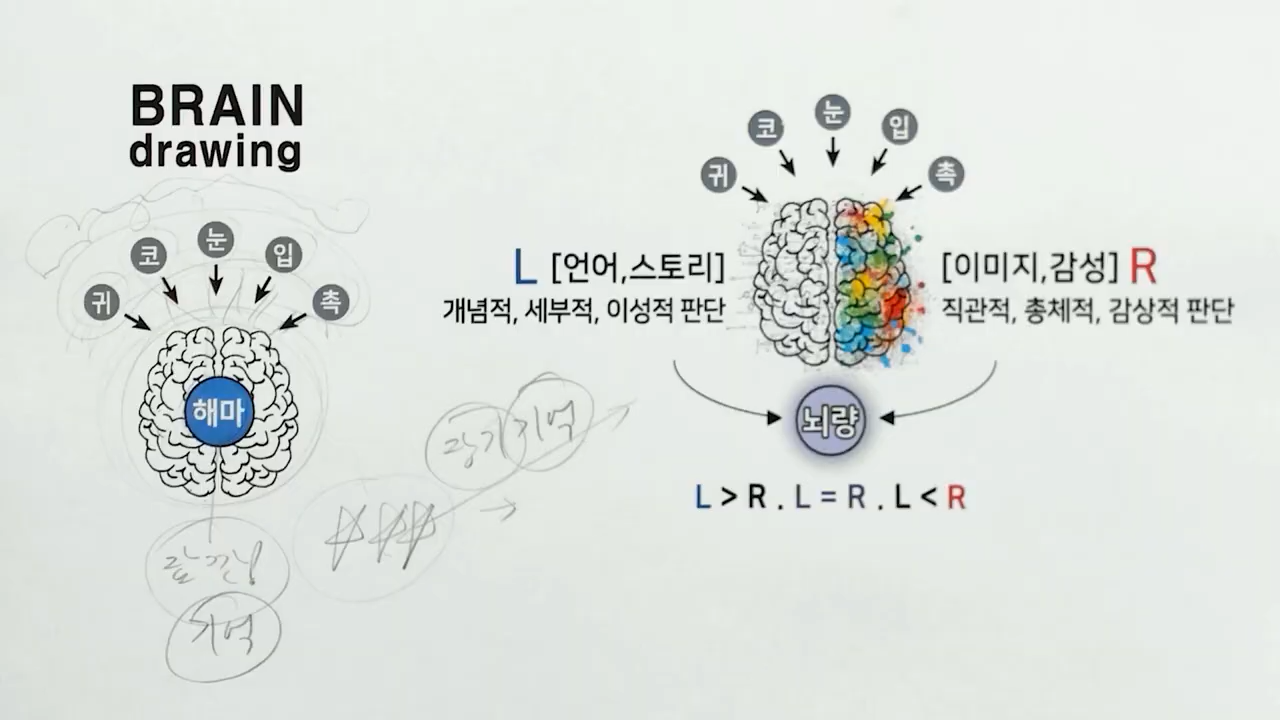 BRAIN
drawing
귀 코 눈 입 촉
해마
기억
장기 기억
귀 코 눈 입 촉
L [언어,스토리]
개념적, 세부적, 이성적 판단
[이미지,감성] R
직관적, 총체적, 감상적 판단
뇌량
L > R . L = R . L < R